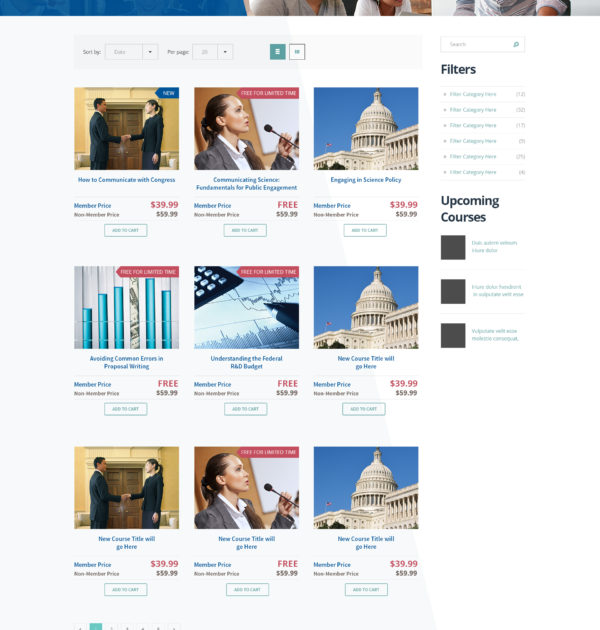 Sort by:
Date
Per page:
20
Search
Filters
Filter Category Here
(12)
Filter Category Here
(52)
Filter Category Here
(17)
Filter Category Here
(9)
Filter Category Here
(25)
Filter Category Here
(4)
Upcoming
Courses
Duis autem veleum
iriure dolor
Iriure dolor hendrerit
in vulputate velit esse
Vulputate velit esse
molestie consequat,
NEW
How to Communicate with Congress
Member Price
$39.99
Non-Member Price
$59.99
ADD TO CART
FREE FOR LIMITED TIME
Communicating Science:
Fundamentals for Public Engagement
Member Price
FREE
Non-Member Price
$59.99
ADD TO CART
Engaging in Science Policy
Member Price
$39.99
Non-Member Price
$59.99
ADD TO CART
FREE FOR LIMITED TIME
Avoiding Common Errors in
Proposal Writing
Member Price
FREE
Non-Member Price
$59.99
ADD TO CART
FREE FOR LIMITED TIME
Understanding the Federal
R&D Budget
Member Price
FREE
Non-Member Price
$59.99
ADD TO CART
New Course Title will
go Here
Member Price
$39.99
Non-Member Price
$59.99
ADD TO CART
New Course Title will
go Here
Member Price
$39.99
Non-Member Price
$59.99
ADD TO CART
FREE FOR LIMITED TIME
New Course Title will
go Here
Member Price
FREE
Non-Member Price
$59.99
ADD TO CART
New Course Title will
go Here
Member Price
$39.99
Non-Member Price
$59.99
ADD TO CART